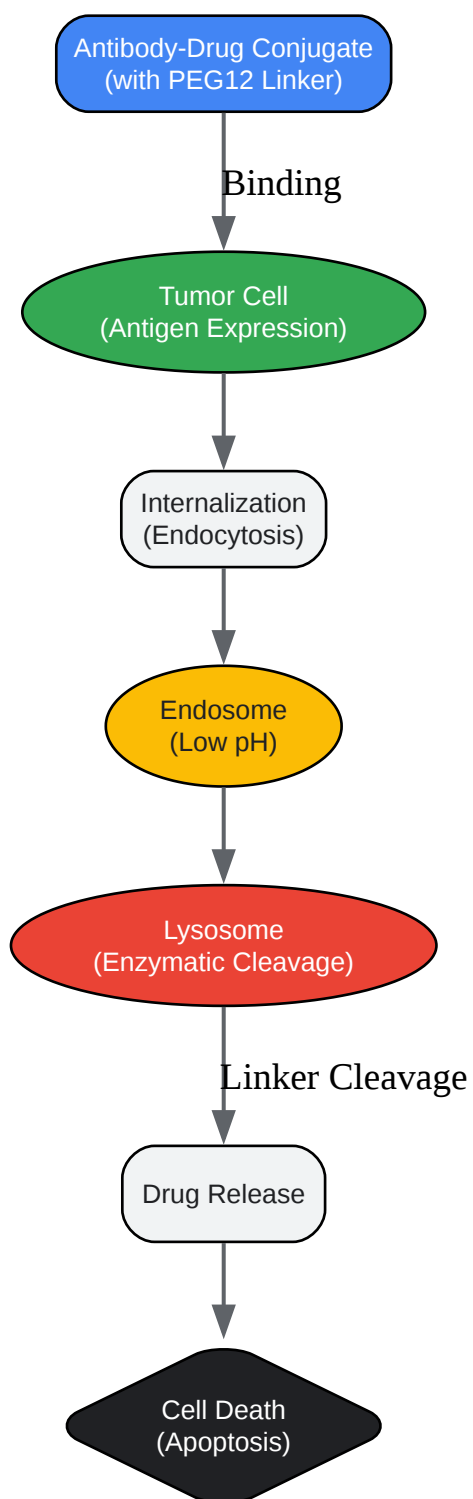 Antibody-Drug Conjugate
(with PEG12 Linker)
Binding
Tumor Cell
(Antigen Expression)
Internalization
(Endocytosis)
Endosome
(Low pH)
Lysosome
(Enzymatic Cleavage)
Linker Cleavage
Drug Release
Cell Death
(Apoptosis)